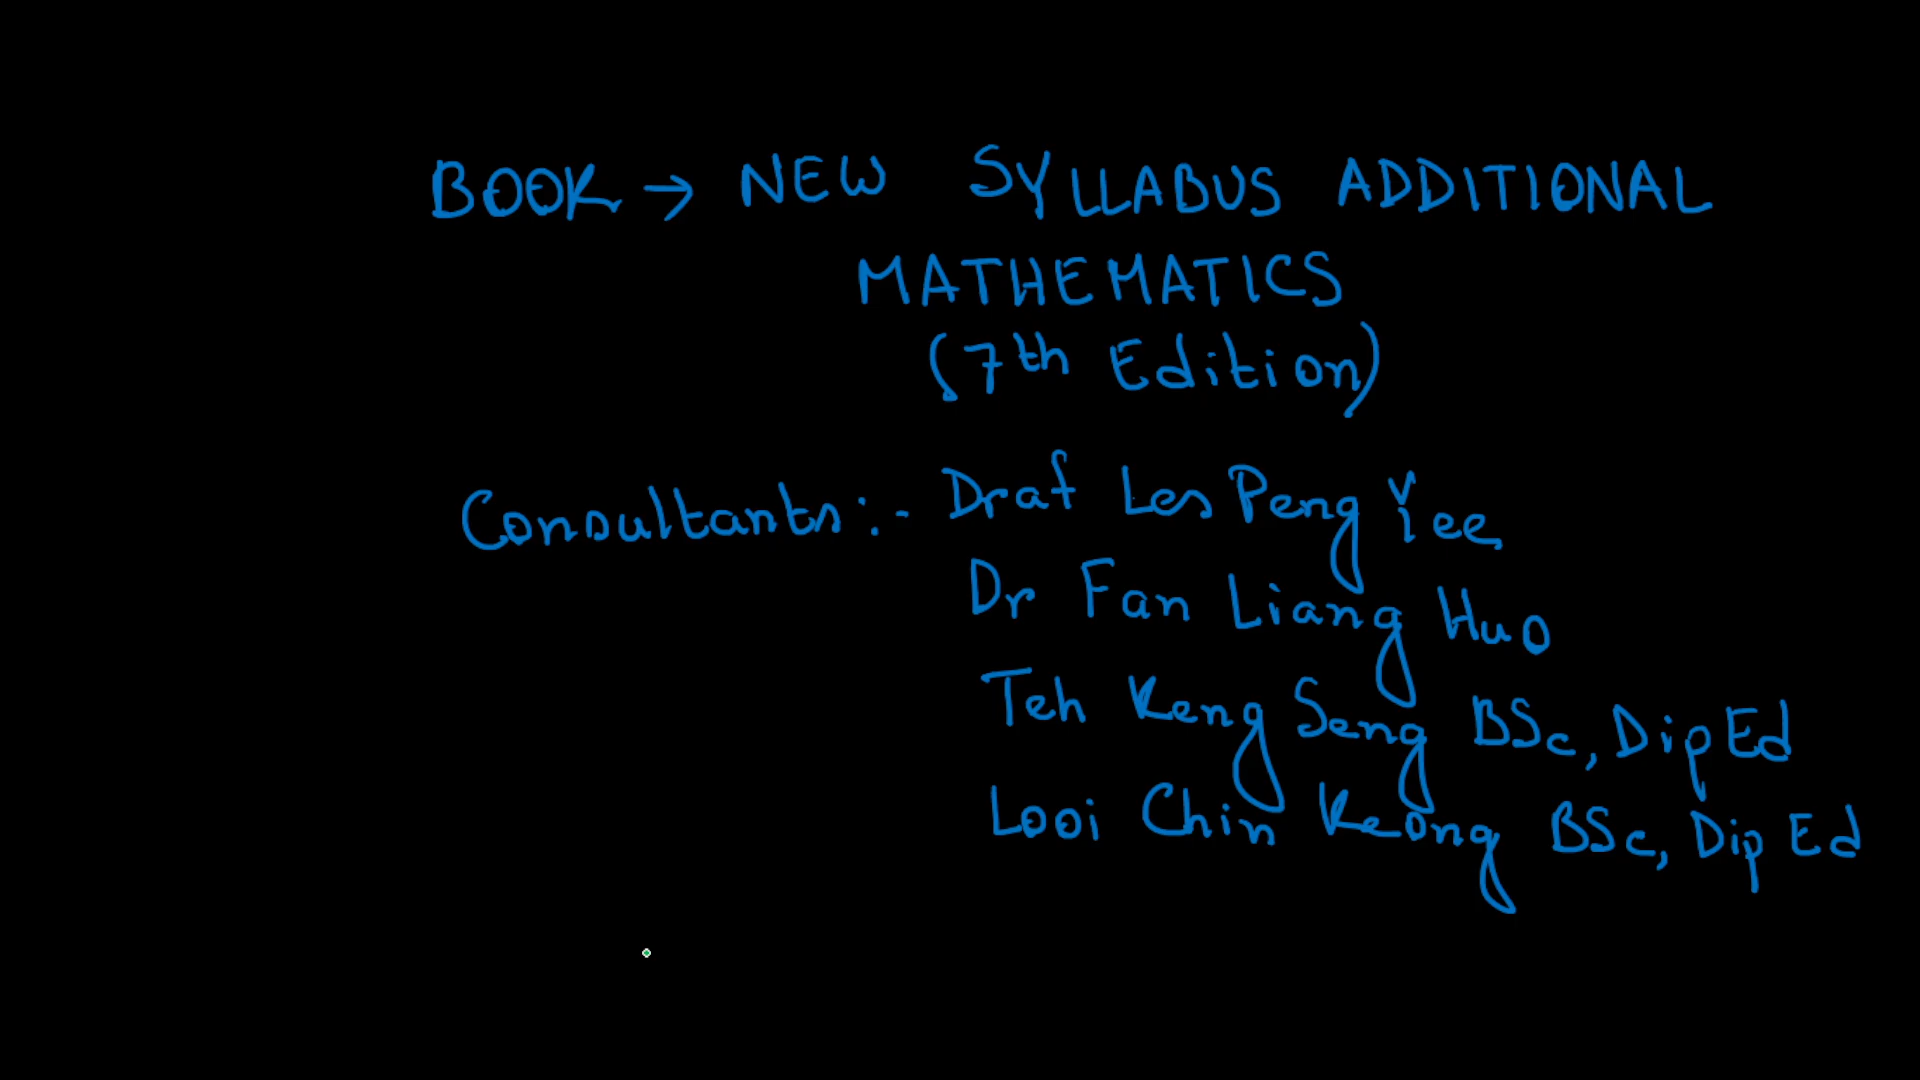 BOOK → NEW SYLLABUS ADDITIONAL
MATHEMATICS
(7th Edition)
Consultants:- Draf Les Peng Yee
Dr Fan Liang Huo
Teh Keng Seng BSc, Dip Ed
Looi Chin Keong BSc, Dip Ed